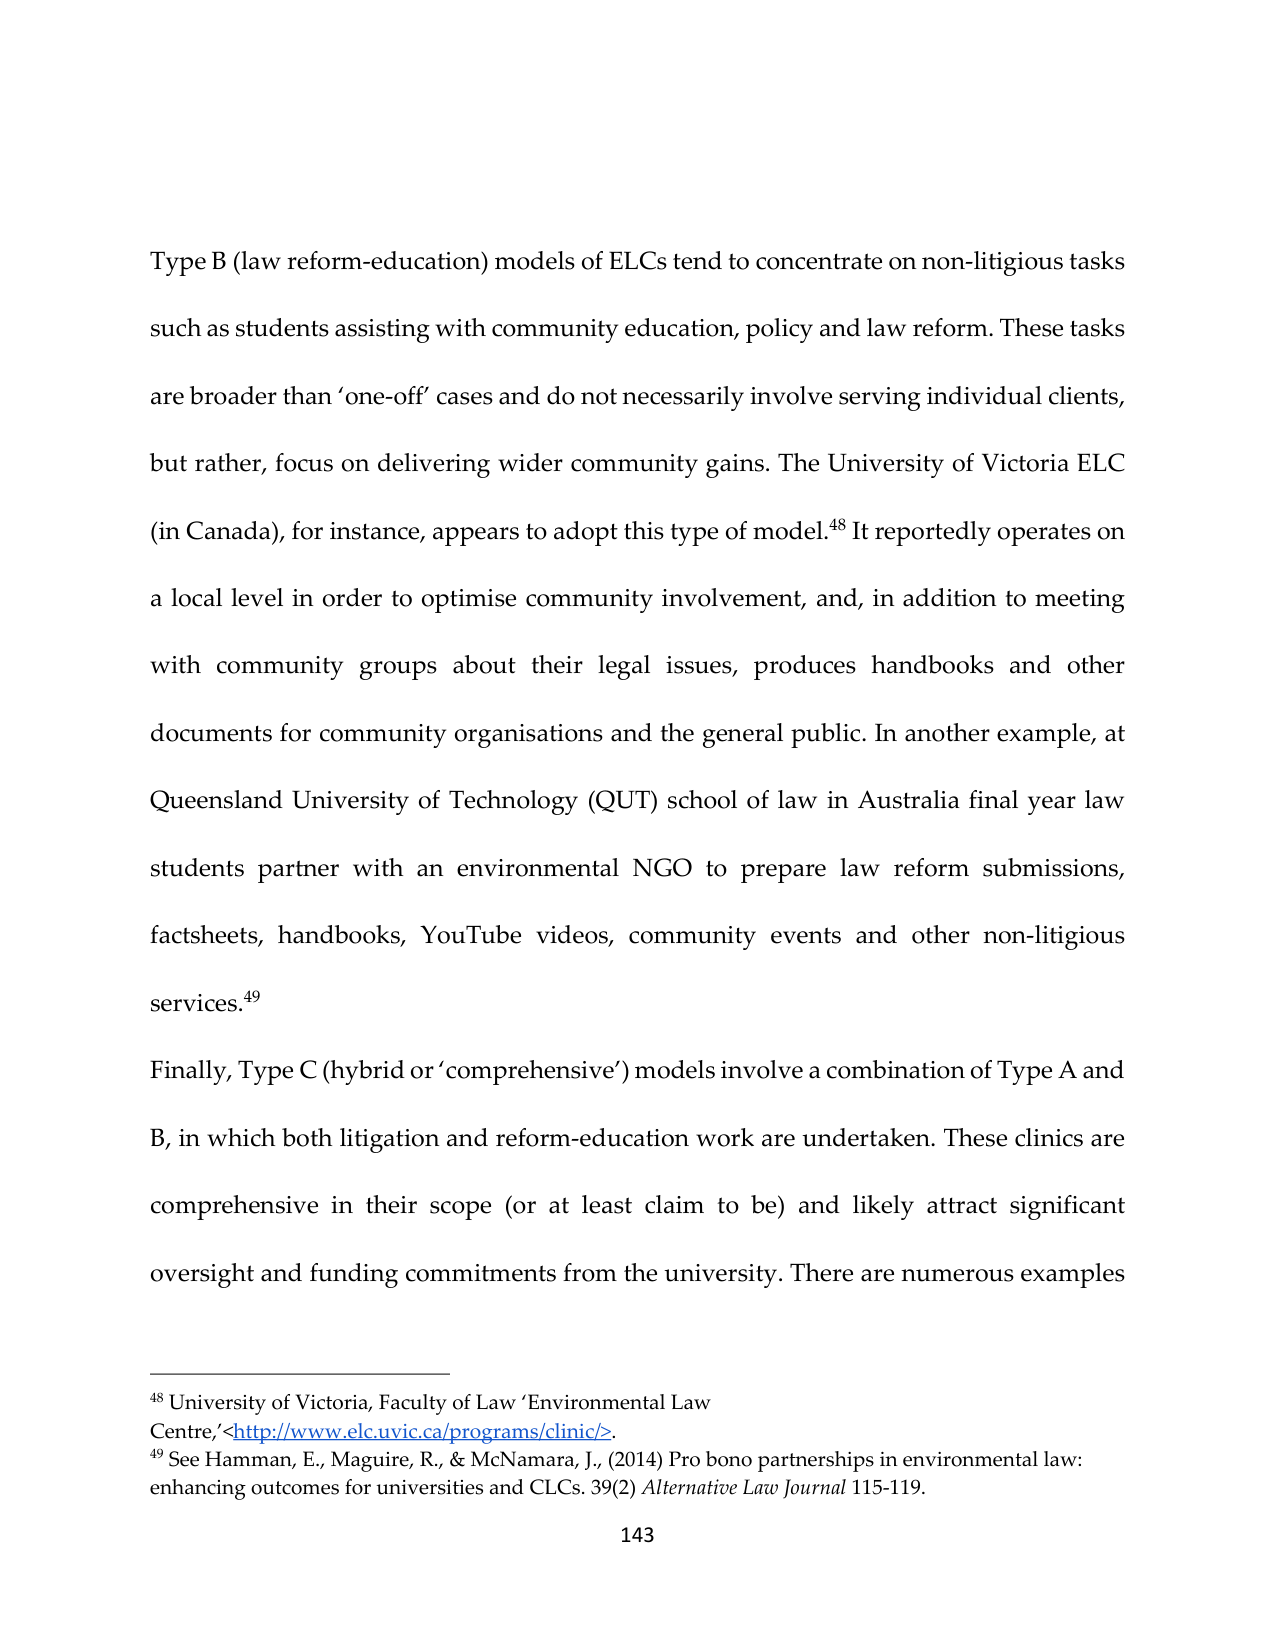 Type B (law reform-education) models of ELCs tend to concentrate on non-litigious tasks
such as students assisting with community education, policy and law reform. These tasks
are broader than ‘one-off’ cases and do not necessarily involve serving individual clients,
but rather, focus on delivering wider community gains. The University of Victoria ELC
(in Canada), for instance, appears to adopt this type of model.48 It reportedly operates on
a local level in order to optimise community involvement, and, in addition to meeting
with community groups about their legal issues, produces handbooks and other
documents for community organisations and the general public. In another example, at
Queensland University of Technology (QUT) school of law in Australia final year law
students partner with an environmental NGO to prepare law reform submissions,
factsheets, handbooks, YouTube videos, community events and other non-litigious
services.49
Finally, Type C (hybrid or ‘comprehensive’) models involve a combination of Type A and
B, in which both litigation and reform-education work are undertaken. These clinics are
comprehensive in their scope (or at least claim to be) and likely attract significant
oversight and funding commitments from the university. There are numerous examples
48 University of Victoria, Faculty of Law ‘Environmental Law
Centre,’<http://www.elc.uvic.ca/programs/clinic/>.
49 See Hamman, E., Maguire, R., & McNamara, J., (2014) Pro bono partnerships in environmental law:
enhancing outcomes for universities and CLCs. 39(2) Alternative Law Journal 115-119.
143